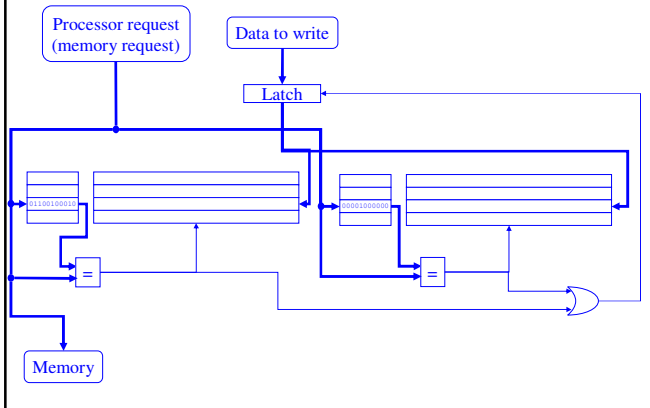 Processor request
(memory request)
Data to write
Latch
01100100010
00001000000
=
=
Memory